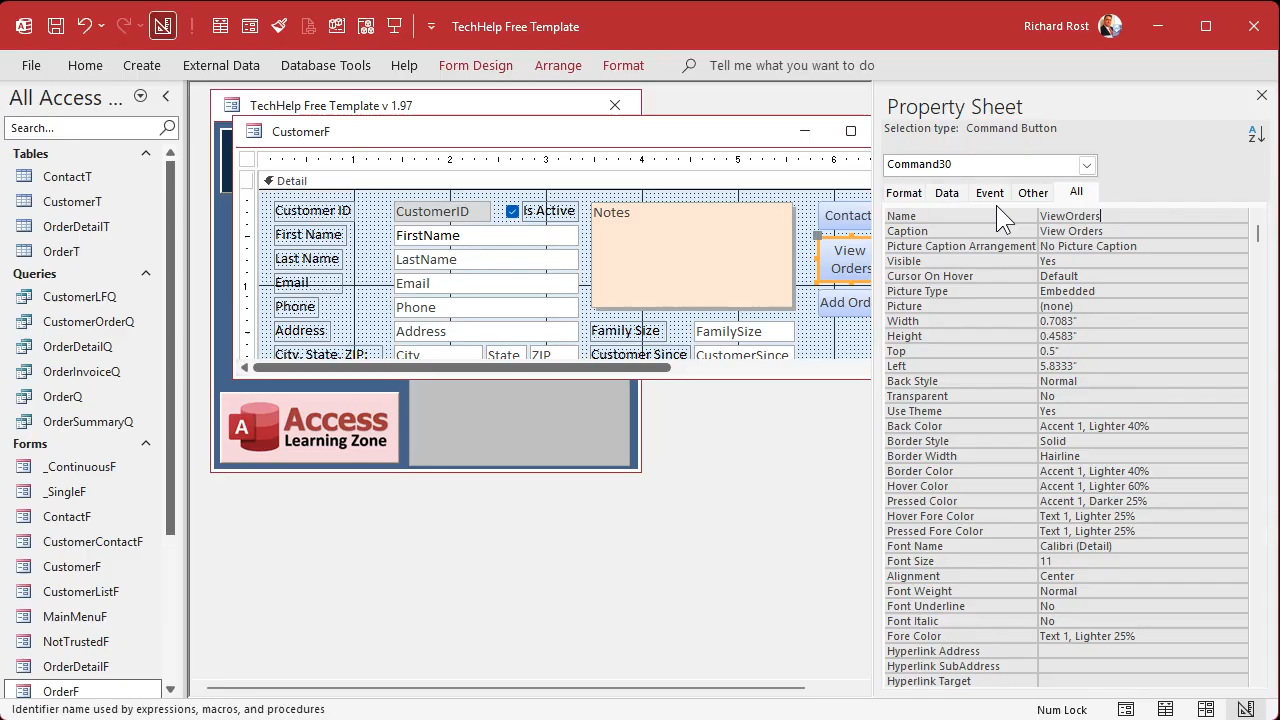 TechHelp Free Template
Richard Rost
File
Home
Create
External Data
Database Tools
Help
Form Design
Arrange
Format
Tell me what you want to do
All Access ...
Search...
Tables
ContactT
CustomerT
OrderDetailT
OrderT
Queries
CustomerLFQ
CustomerOrderQ
OrderDetailQ
OrderInvoiceQ
OrderQ
OrderSummaryQ
Forms
_ContinuousF
_SingleF
ContactF
CustomerContactF
CustomerF
CustomerListF
MainMenuF
NotTrustedF
OrderDetailF
OrderF
TechHelp Free Template v 1.97
CustomerF
1 2 3 4 5 6
Detail
Customer ID CustomerID Is Active
First Name FirstName
Last Name LastName
Email Email
1
Phone Phone
Address Address
City, State, ZIP: City State ZIP
Notes
Family Size FamilySize
Customer Since CustomerSince
Contact
View
Orders
Add Ord
A Access
Learning Zone
Property Sheet
Selection type: Command Button
A
Z
Command30
Format Data Event Other All
Name ViewOrders
Caption View Orders
Picture Caption Arrangement No Picture Caption
Visible Yes
Cursor On Hover Default
Picture Type Embedded
Picture (none)
Width 0.7083"
Height 0.4583"
Top 0.5"
Left 5.8333"
Back Style Normal
Transparent No
Use Theme Yes
Back Color Accent 1, Lighter 40%
Border Style Solid
Border Width Hairline
Border Color Accent 1, Lighter 40%
Hover Color Accent 1, Lighter 60%
Pressed Color Accent 1, Darker 25%
Hover Fore Color Text 1, Lighter 25%
Pressed Fore Color Text 1, Lighter 25%
Font Name Calibri (Detail)
Font Size 11
Alignment Center
Font Weight Normal
Font Underline No
Font Italic No
Fore Color Text 1, Lighter 25%
Hyperlink Address
Hyperlink SubAddress
Hyperlink Target
Identifier name used by expressions, macros, and procedures
Num Lock